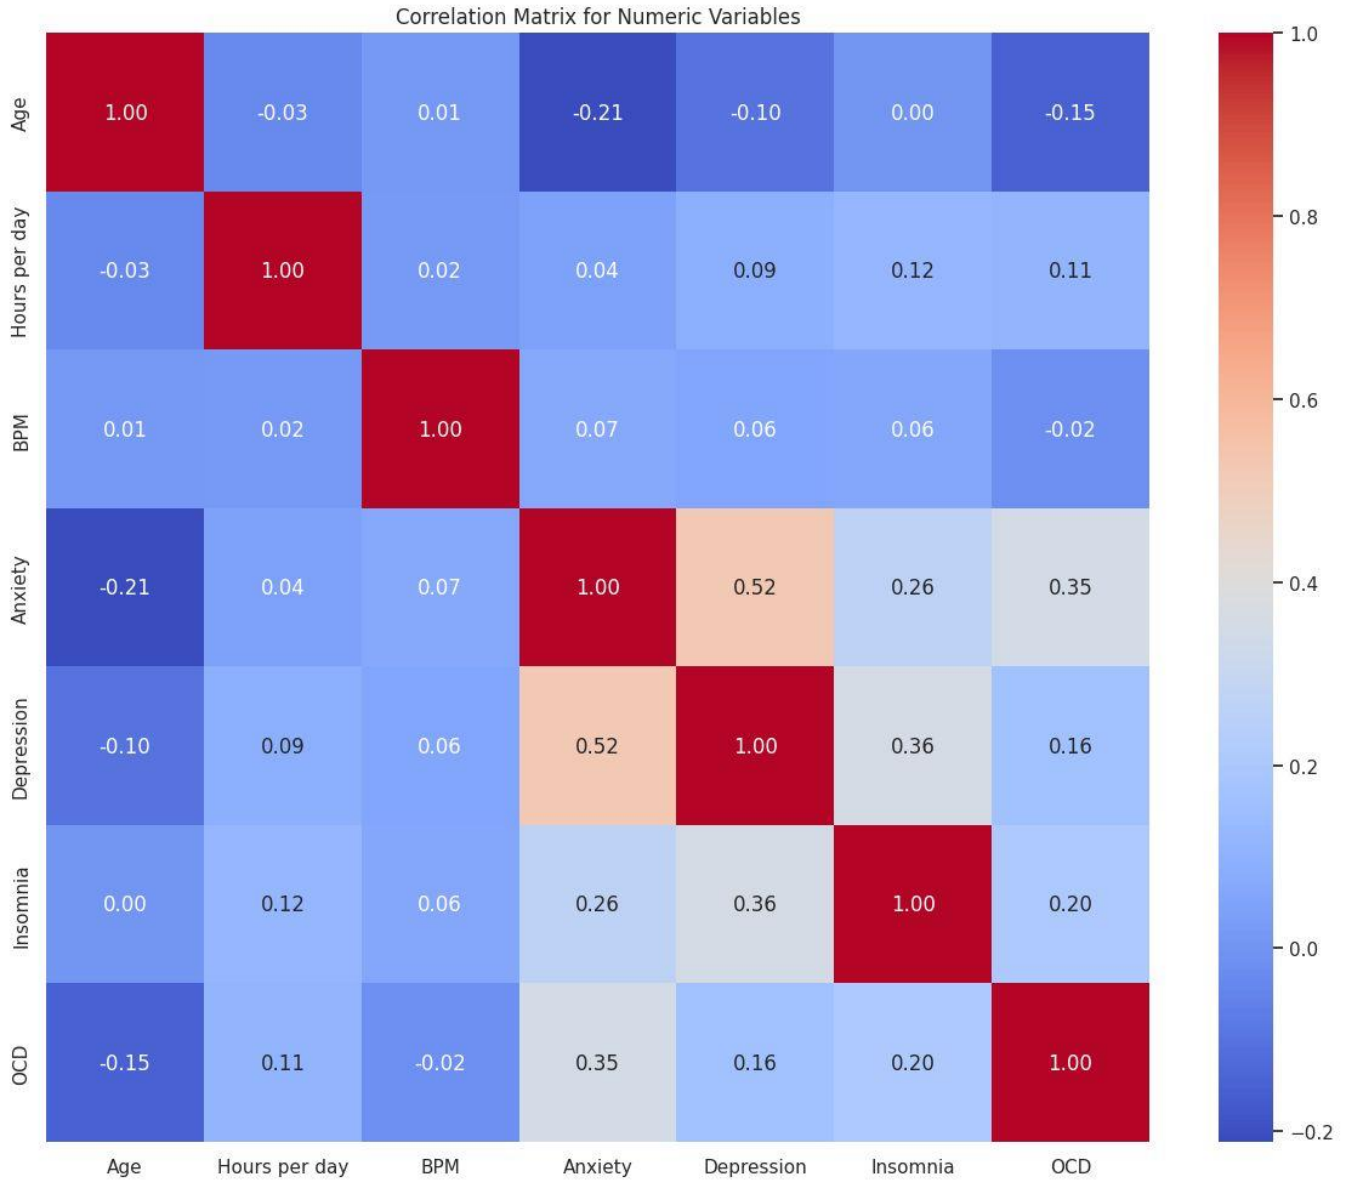 Correlation Matrix for Numeric Variables
Age 1.00 -0.03 0.01 -0.21 -0.10 0.00 -0.15
Hours per day -0.03 1.00 0.02 0.04 0.09 0.12 0.11
BPM 0.01 0.02 1.00 0.07 0.06 0.06 -0.02
Anxiety -0.21 0.04 0.07 1.00 0.52 0.26 0.35
Depression -0.10 0.09 0.06 0.52 1.00 0.36 0.16
Insomnia 0.00 0.12 0.06 0.26 0.36 1.00 0.20
OCD -0.15 0.11 -0.02 0.35 0.16 0.20 1.00
Age Hours per day BPM Anxiety Depression Insomnia OCD
1.0
0.8
0.6
0.4
0.2
0.0
−0.2